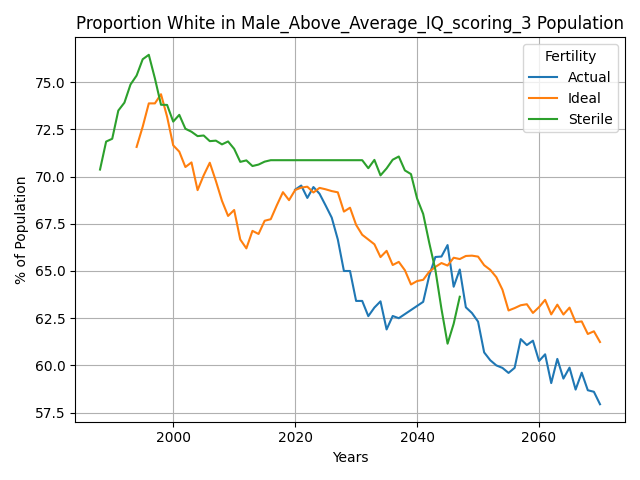 Proportion White in Male_Above_Average_IQ_scoring_3 Population
Fertility
Actual
Ideal
Sterile
75.0
72.5
70.0
67.5
65.0
62.5
60.0
57.5
% of Population
2000
2020
2040
2060
Years